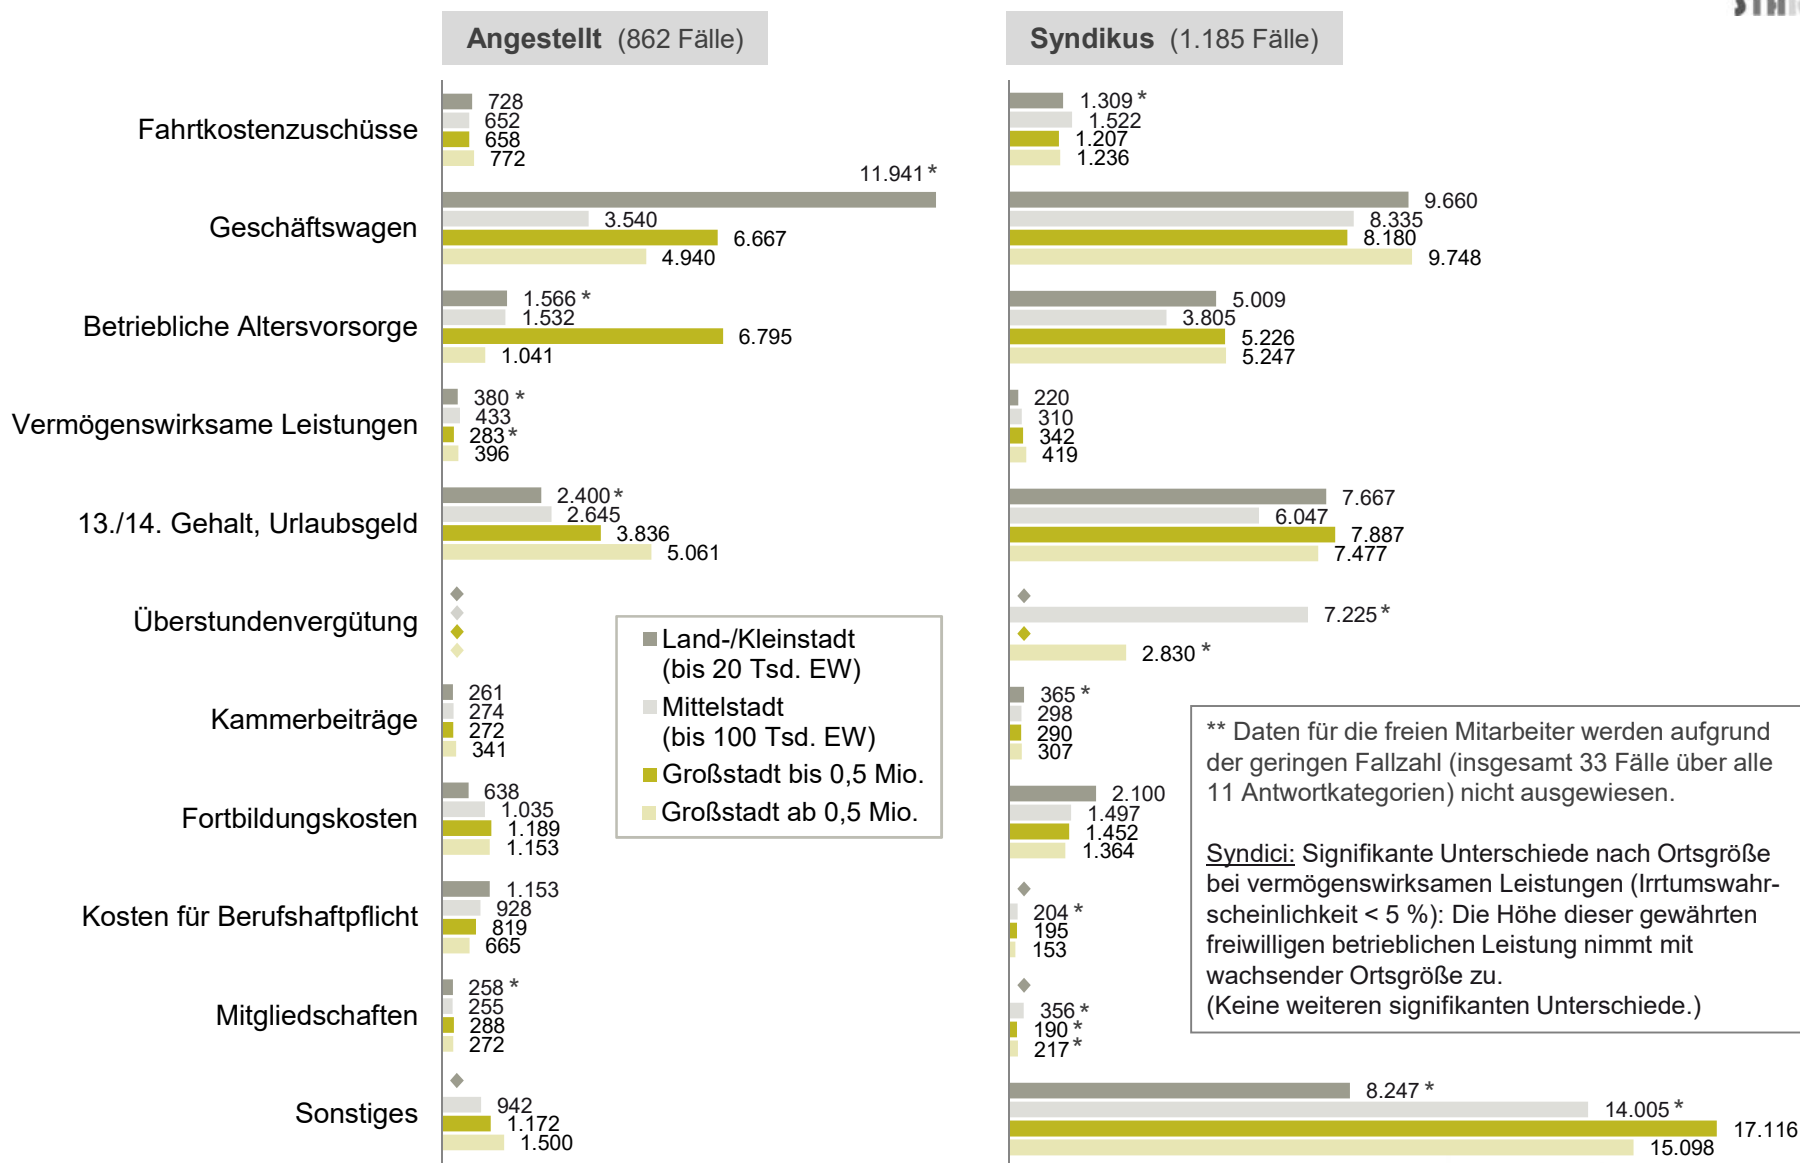 Angestellt (862 Fälle)
Syndikus (1.185 Fälle)
Fahrtkostenzuschüsse
728
652
658
772
1.309 *
1.522
1.207
1.236
Geschäftswagen
11.941 *
3.540
6.667
4.940
9.660
8.335
8.180
9.748
Betriebliche Altersvorsorge
1.566 *
1.532
6.795
1.041
5.009
3.805
5.226
5.247
Vermögenswirksame Leistungen
380 *
433
283 *
396
220
310
342
419
13./14. Gehalt, Urlaubsgeld
2.400 *
2.645
3.836
5.061
7.667
6.047
7.887
7.477
Überstundenvergütung
7.225 *
2.830 *
Kammerbeiträge
261
274
272
341
365 *
298
290
307
Fortbildungskosten
638
1.035
1.189
1.153
2.100
1.497
1.452
1.364
Kosten für Berufshaftpflicht
1.153
928
819
665
204 *
195
153
Mitgliedschaften
258 *
255
288
272
356 *
190 *
217 *
Sonstiges
942
1.172
1.500
8.247 *
14.005 *
17.116
15.098
Land-/Kleinstadt
(bis 20 Tsd. EW)
Mittelstadt
(bis 100 Tsd. EW)
Großstadt bis 0,5 Mio.
Großstadt ab 0,5 Mio.
** Daten für die freien Mitarbeiter werden aufgrund
der geringen Fallzahl (insgesamt 33 Fälle über alle
11 Antwortkategorien) nicht ausgewiesen.
Syndici: Signifikante Unterschiede nach Ortsgröße
bei vermögenswirksamen Leistungen (Irrtumswahr-
scheinlichkeit < 5 %): Die Höhe dieser gewährten
freiwilligen betrieblichen Leistung nimmt mit
wachsender Ortsgröße zu.
(Keine weiteren signifikanten Unterschiede.)